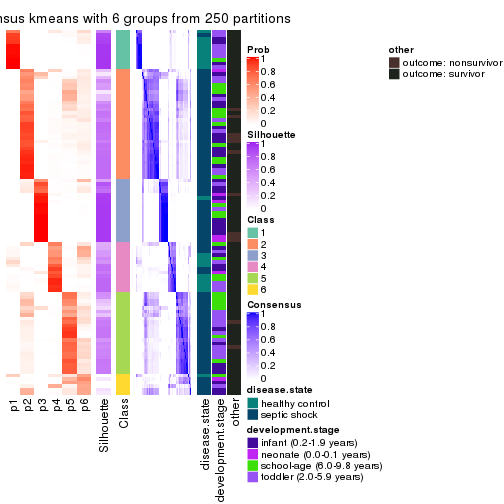 nsus kmeans with 6 groups from 250 partitions
Prob
1
0.8
0.6
0.4
0.2
0
Silhouette
1
0.8
0.6
0.4
0.2
0
Class
1
2
3
4
5
6
Consensus
1
0.8
0.6
0.4
0.2
0
disease.state
healthy control
septic shock
development.stage
infant (0.2-1.9 years)
neonate (0.0-0.1 years)
school-age (6.0-9.8 years)
toddler (2.0-5.9 years)
other
outcome: nonsurvivor
outcome: survivor
p1
p2
p3
p4
p5
p6
Silhouette
Class
disease.state
development.stage
other